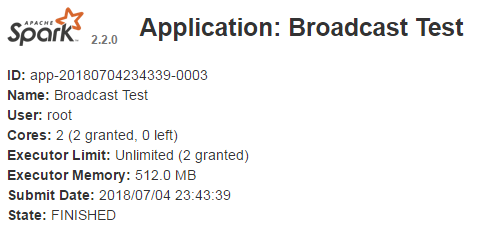 APACHE
Spark 2.2.0 Application: Broadcast Test
ID: app-20180704234339-0003
Name: Broadcast Test
User: root
Cores: 2 (2 granted, 0 left)
Executor Limit: Unlimited (2 granted)
Executor Memory: 512.0 MB
Submit Date: 2018/07/04 23:43:39
State: FINISHED